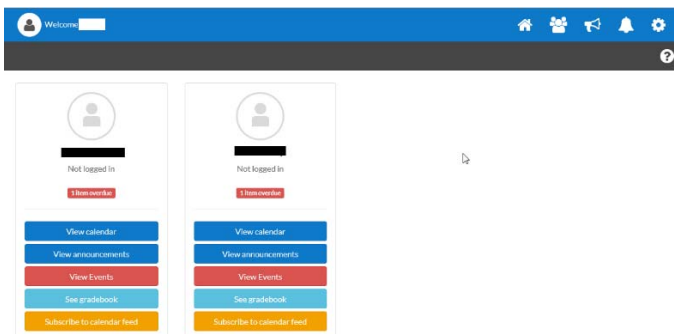 Welcome
Not logged in
1 item overdue
View calendar
View announcements
View Events
See gradebook
Subscribe to calendar feed
Not logged in
1 item overdue
View calendar
View announcements
View Events
See gradebook
Subscribe to calendar feed